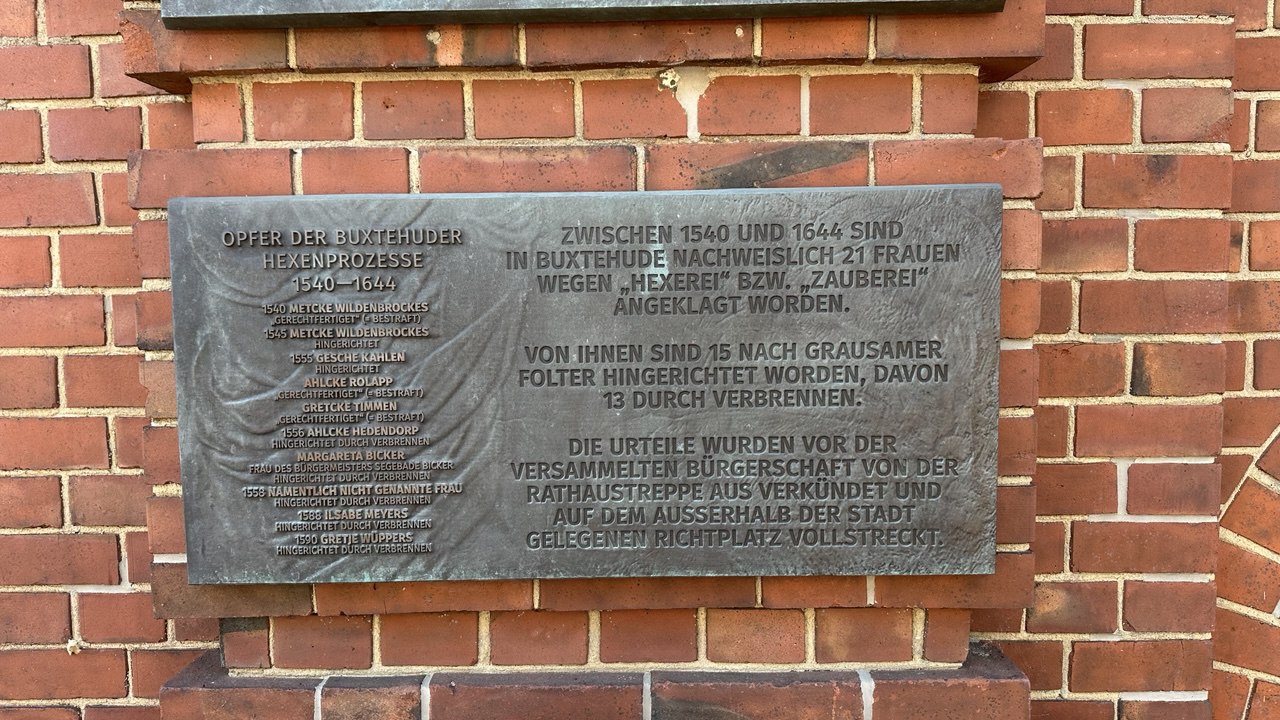 OPFER DER BUXTEHUDER
HEXENPROZESSE
1540—1644
1540 METCKE WILDENBROCKES
„GERECHTFERTIGET“ (= BESTRAFT)
1545 METCKE WILDENBROCKES
HINGERICHTET
1555 GESCHE KAHLEN
HINGERICHTET
AHLCKE ROLAPP
„GERECHTFERTIGET“ (= BESTRAFT)
GRETCKE TIMMEN
„GERECHTFERTIGET“ (= BESTRAFT)
1556 AHLCKE HEDENDORP
HINGERICHTET DURCH VERBRENNEN
MARGARETA BICKER
FRAU DES BÜRGERMEISTERS SEGEBADE BICKER
HINGERICHTET DURCH VERBRENNEN
1558 NAMENTLICH NICHT GENANNTE FRAU
HINGERICHTET DURCH VERBRENNEN
1588 ILSABE MEYERS
HINGERICHTET DURCH VERBRENNEN
1590 GRETJE WÜPPERS
HINGERICHTET DURCH VERBRENNEN
ZWISCHEN 1540 UND 1644 SIND
IN BUXTEHUDE NACHWEISLICH 21 FRAUEN
WEGEN „HEXEREI“ BZW. „ZAUBEREI“
ANGEKLAGT WORDEN.
VON IHNEN SIND 15 NACH GRAUSAMER
FOLTER HINGERICHTET WORDEN, DAVON
13 DURCH VERBRENNEN.
DIE URTEILE WURDEN VOR DER
VERSAMMELTEN BÜRGERSCHAFT VON DER
RATHAUSTREPPE AUS VERKÜNDET UND
AUF DEM AUSSERHALB DER STADT
GELEGENEN RICHTPLATZ VOLLSTRECKT.